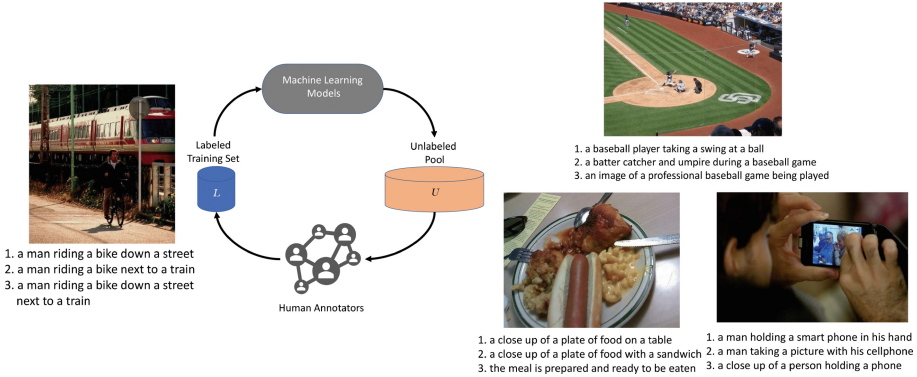 Machine Learning
Models
Labeled
Training Set
L
Unlabeled
Pool
U
Human Annotators
1. a man riding a bike down a street
2. a man riding a bike next to a train
3. a man riding a bike down a street
next to a train
1. a baseball player taking a swing at a ball
2. a batter catcher and umpire during a baseball game
3. an image of a professional baseball game being played
1. a close up of a plate of food on a table
2. a close up of a plate of food with a sandwich
3. the meal is prepared and ready to be eaten
1. a man holding a smart phone in his hand
2. a man taking a picture with his cellphone
3. a close up of a person holding a phone